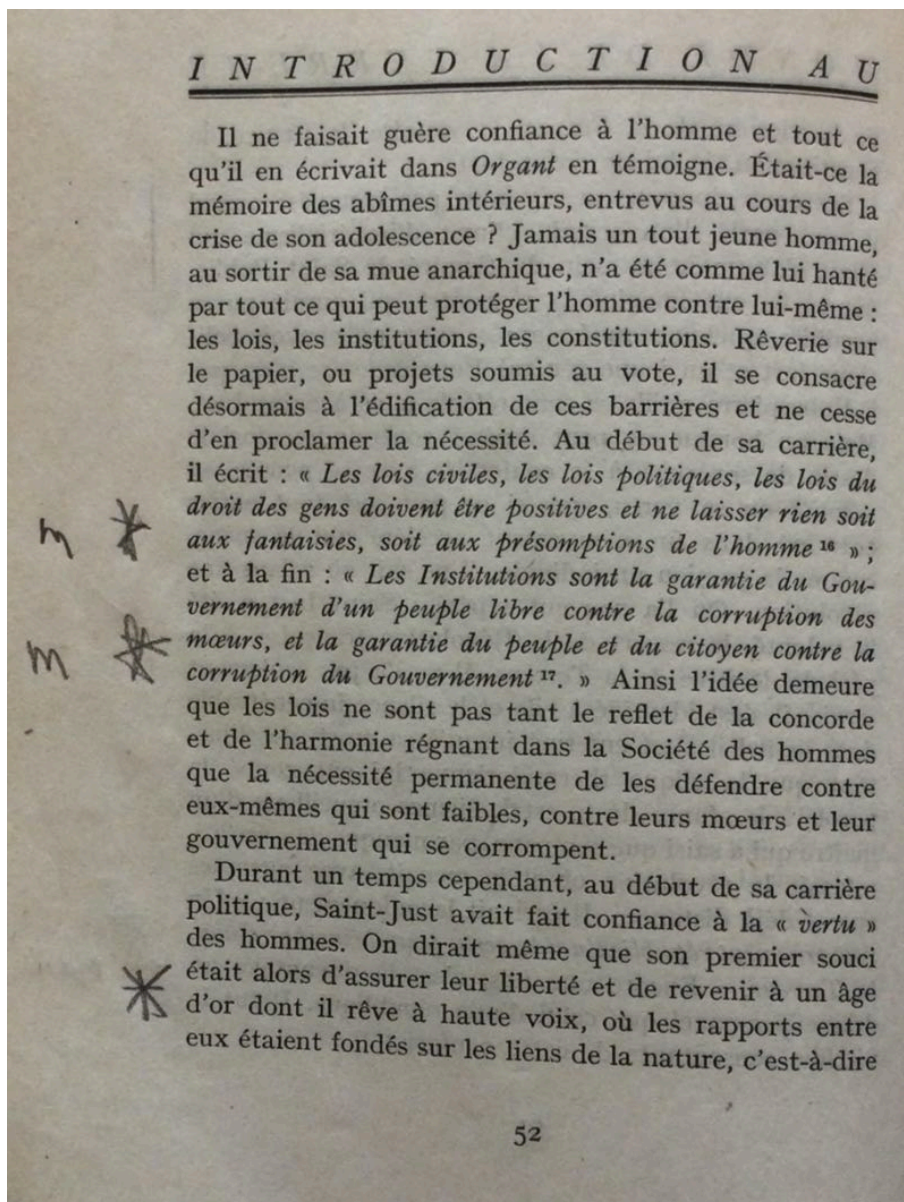 INTRODUCTION AU
Il ne faisait guère confiance à l'homme et tout ce
qu'il en écrivait dans Organt en témoigne. Était-ce la
mémoire des abîmes intérieurs, entrevus au cours de la
crise de son adolescence ? Jamais un tout jeune homme,
au sortir de sa mue anarchique, n'a été comme lui hanté
par tout ce qui peut protéger l'homme contre lui-même :
les lois, les institutions, les constitutions. Rêverie sur
le papier, ou projets soumis au vote, il se consacre
désormais à l'édification de ces barrières et ne cesse
d'en proclamer la nécessité. Au début de sa carrière,
il écrit : « Les lois civiles, les lois politiques, les lois du
droit des gens doivent être positives et ne laisser rien soit
m aux fantaisies, soit aux présomptions de l'homme ¹⁶ » ;
et à la fin : « Les Institutions sont la garantie du Gou-
vernement d'un peuple libre contre la corruption des
m mœurs, et la garantie du peuple et du citoyen contre la
corruption du Gouvernement ¹⁷. » Ainsi l'idée demeure
que les lois ne sont pas tant le reflet de la concorde
et de l'harmonie régnant dans la Société des hommes
que la nécessité permanente de les défendre contre
eux-mêmes qui sont faibles, contre leurs mœurs et leur
gouvernement qui se corrompent.
Durant un temps cependant, au début de sa carrière
politique, Saint-Just avait fait confiance à la « vertu »
des hommes. On dirait même que son premier souci
était alors d'assurer leur liberté et de revenir à un âge
d'or dont il rêve à haute voix, où les rapports entre
eux étaient fondés sur les liens de la nature, c'est-à-dire
52